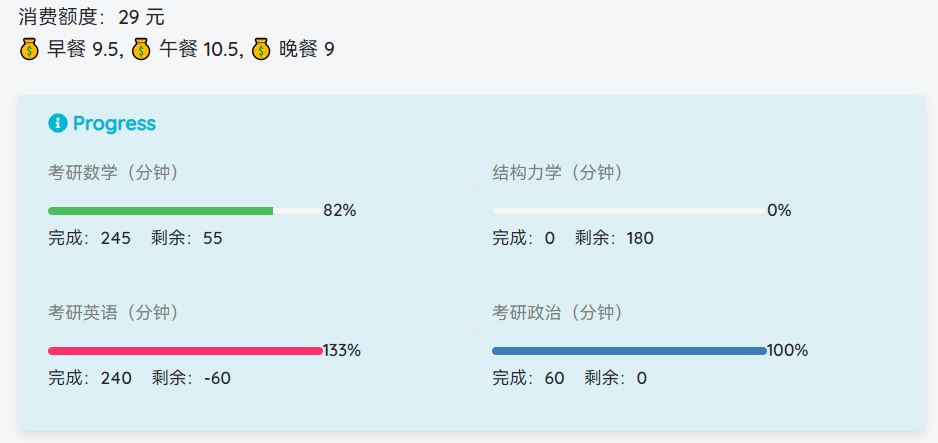 消费额度：29 元
早餐 9.5, 午餐 10.5, 晚餐 9
Progress
考研数学（分钟）
82%
完成：245 剩余：55
结构力学（分钟）
0%
完成：0 剩余：180
考研英语（分钟）
133%
完成：240 剩余：-60
考研政治（分钟）
100%
完成：60 剩余：0